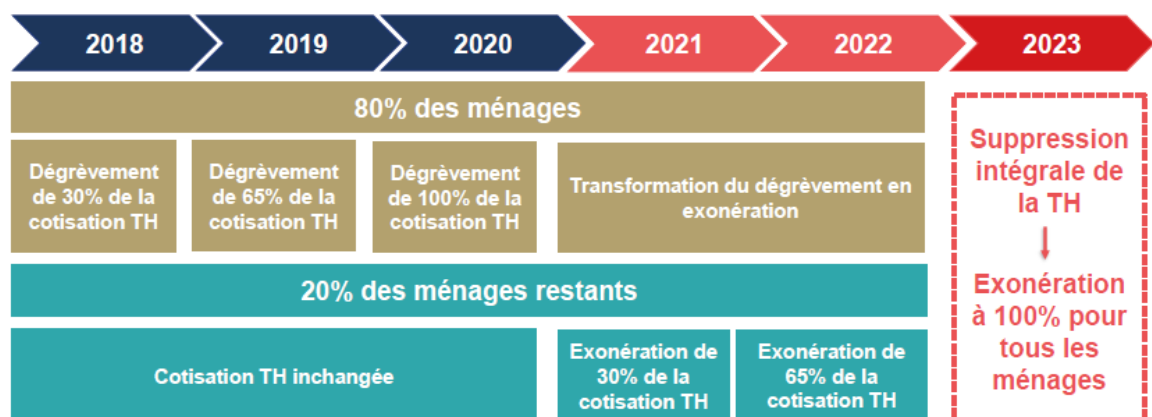 2018
2019
2020
2021
2022
2023
80% des ménages
Dégrèvement
de 30% de la
cotisation TH
Dégrèvement
de 65% de la
cotisation TH
Dégrèvement
de 100% de la
cotisation TH
Transformation du dégrèvement en
exonération
20% des ménages restants
Cotisation TH inchangée
Exonération de
30% de la
cotisation TH
Exonération de
65% de la
cotisation TH
Suppression
intégrale de
la TH
Exonération
à 100% pour
tous les
ménages